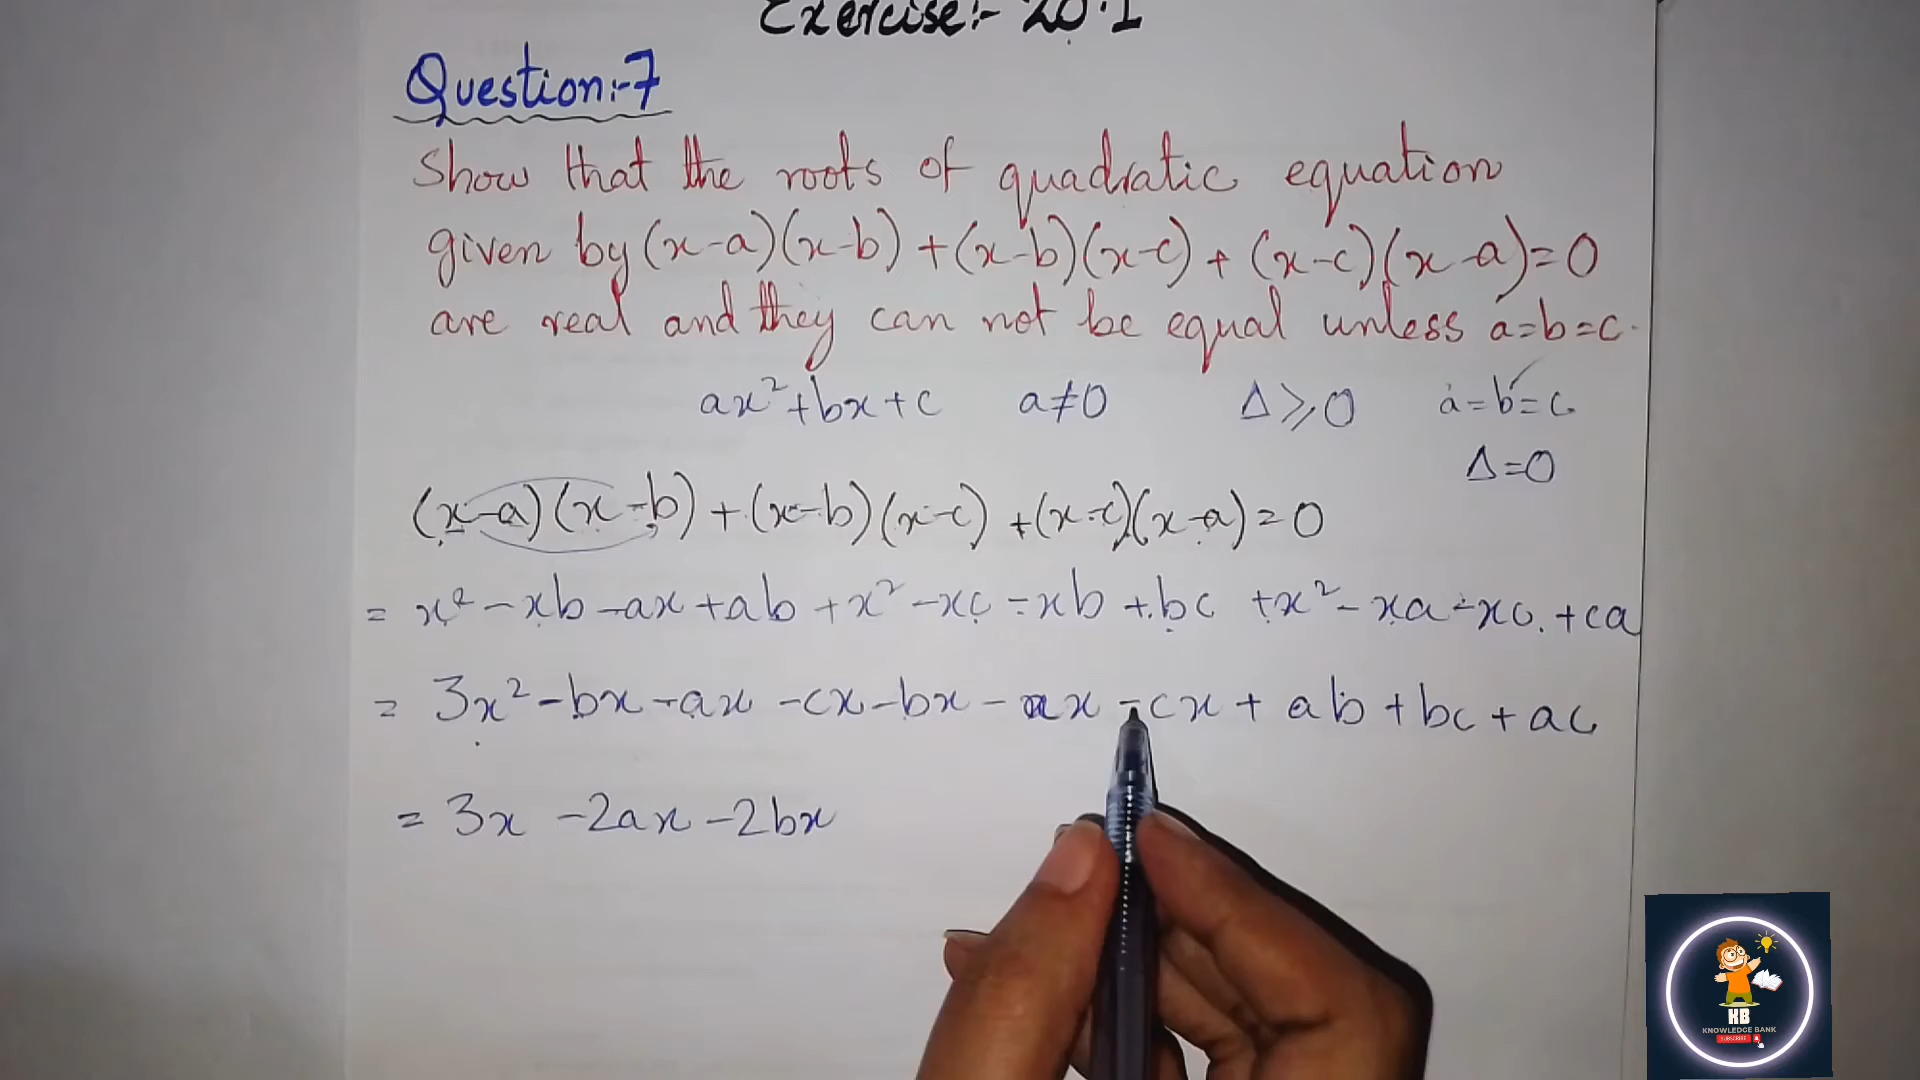 Exercise:- 20.1
Question:-7
Show that the roots of quadratic equation
given by (x-a)(x-b) + (x-b)(x-c) + (x-c)(x-a)=0
are real and they can not be equal unless a=b=c.
ax²+bx+c a≠0 Δ⩾0 a=b=c
Δ=0
(x-a)(x-b)+(x-b)(x-c)+(x-c)(x-a)=0
= x²-xb-ax+ab+x²-xc-xb+bc +x²-xa-xc+ca
= 3x²-bx-ax-cx-bx-ax-cx+ab+bc+ac
= 3x -2ax-2bx
KB
KNOWLEDGE BANK
SUBSCRIBE